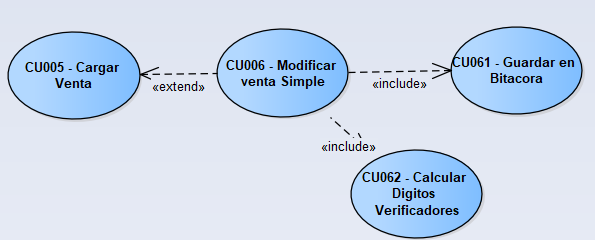 CU005 - Cargar
Venta
«extend»
CU006 - Modificar
venta Simple
«include»
CU061 - Guardar en
Bitacora
«include»
CU062 - Calcular
Digitos
Verificadores